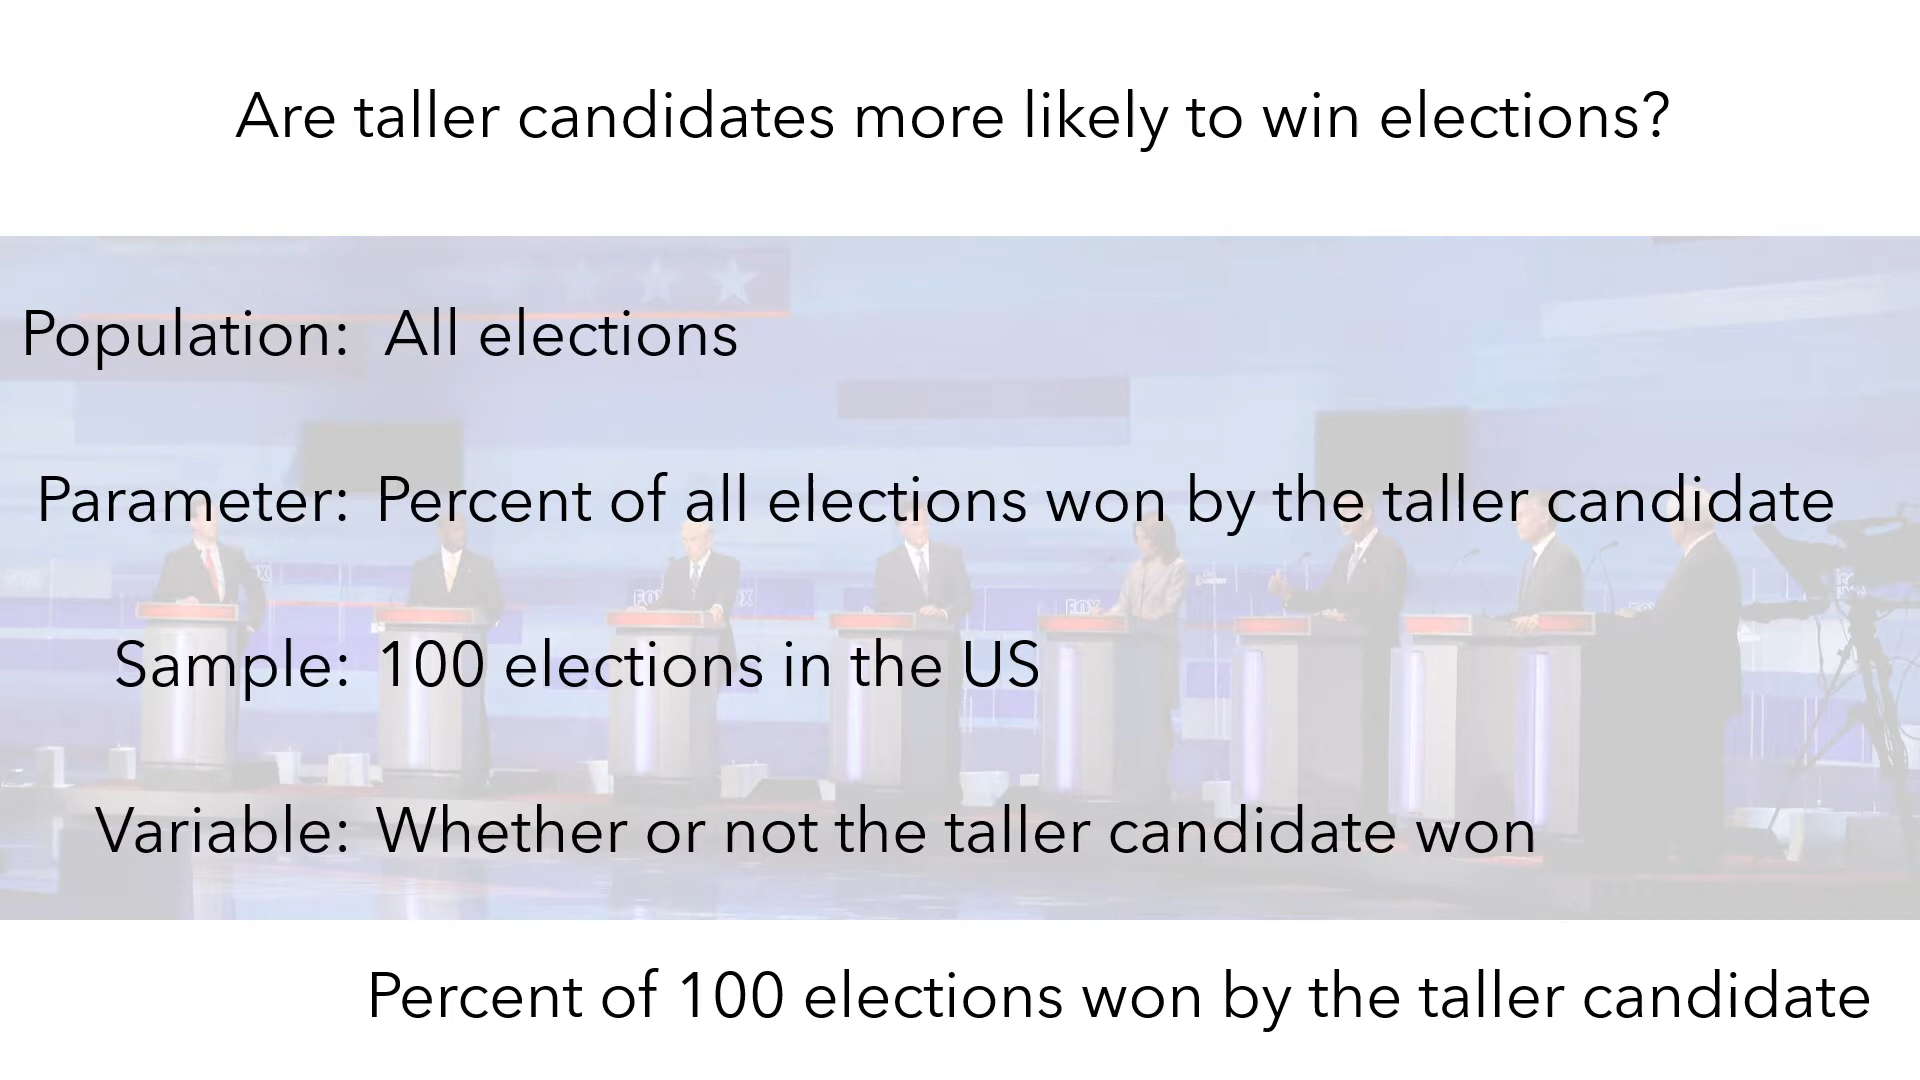 Are taller candidates more likely to win elections?
Population: All elections
Parameter: Percent of all elections won by the taller candidate
Sample: 100 elections in the US
Variable: Whether or not the taller candidate won
Percent of 100 elections won by the taller candidate